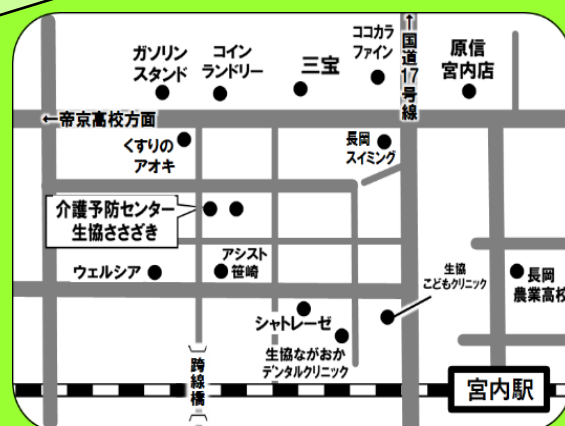 ガソリン
スタンド
コイン
ランドリー
三宝
ココカラ
ファイン
↑国道17号線
原信
宮内店
←帝京高校方面
くすりの
アオキ
長岡
スイミング
介護予防センター
生協ささざき
ウェルシア
アシスト
笹崎
生協
こどもクリニック
長岡
農業高校
シャトレーゼ
生協ながおか
デンタルクリニック
跨線橋
宮内駅